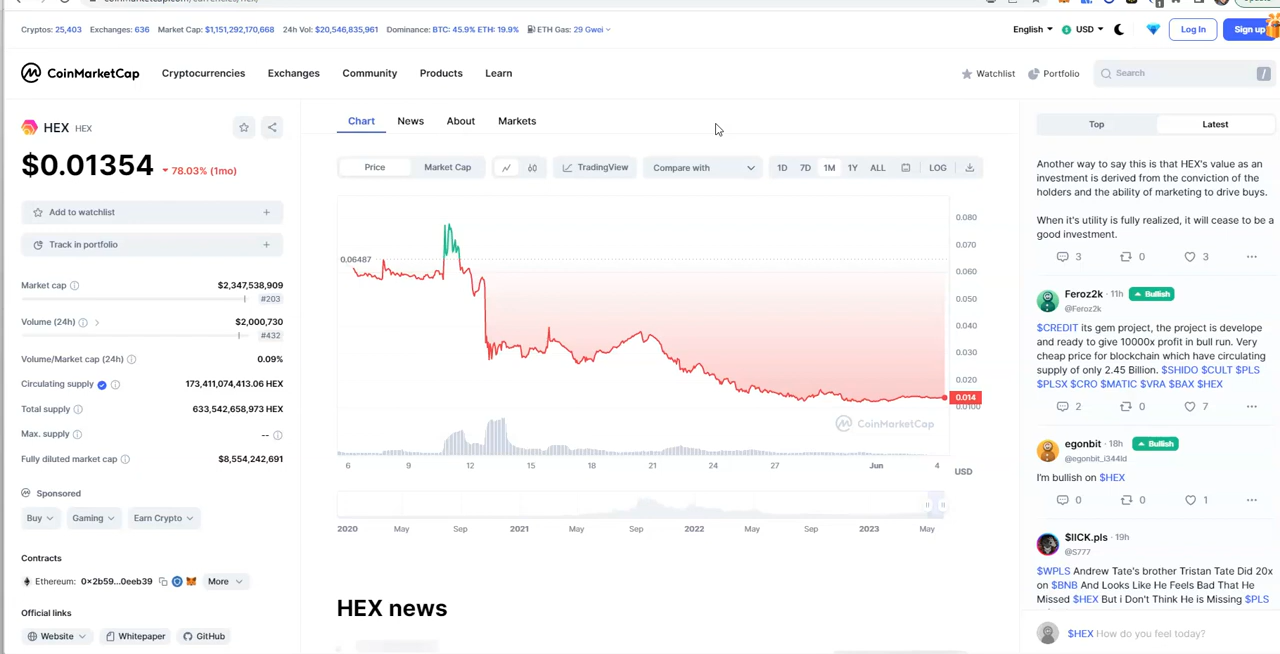 Cryptos: 25,403 Exchanges: 636 Market Cap: $1,151,292,170,668 24h Vol: $20,546,835,961 Dominance: BTC: 45.9% ETH: 19.9% ETH Gas: 29 Gwei
English USD Log In Sign up
CoinMarketCap Cryptocurrencies Exchanges Community Products Learn Watchlist Portfolio Search /
HEX HEX
$0.01354 78.03% (1mo)
Add to watchlist +
Track in portfolio +
Market cap $2,347,538,909
#203
Volume (24h) $2,000,730
#432
Volume/Market cap (24h) 0.09%
Circulating supply 173,411,074,413.06 HEX
Total supply 633,542,658,973 HEX
Max. supply --
Fully diluted market cap $8,554,242,691
Sponsored
Buy Gaming Earn Crypto
Contracts
Ethereum: 0x2b59...0eeb39 More
Official links
Website Whitepaper GitHub
Chart News About Markets
Price Market Cap TradingView Compare with 1D 7D 1M 1Y ALL LOG
0.080
0.070
0.06487
0.060
0.050
0.040
0.030
0.020
0.014
0.0100
CoinMarketCap
6 9 12 15 18 21 24 27 Jun 4 USD
2020 May Sep 2021 May Sep 2022 May Sep 2023 May
HEX news
Top Latest
Another way to say this is that HEX's value as an
investment is derived from the conviction of the
holders and the ability of marketing to drive buys.
When it's utility is fully realized, it will cease to be a
good investment.
3 0 3 ...
Feroz2k · 11h Bullish
@Feroz2k
$CREDIT its gem project, the project is develope
and ready to give 10000x profit in bull run. Very
cheap price for blockchain which have circulating
supply of only 2.45 Billion. $SHIDO $CULT $PLS
$PLSX $CRO $MATIC $VRA $BAX $HEX
2 0 7 ...
egonbit · 18h Bullish
@egonbit_i344ld
I'm bullish on $HEX
0 0 1 ...
$IICK.pls · 19h
@S777
$WPLS Andrew Tate's brother Tristan Tate Did 20x
on $BNB And Looks Like He Feels Bad That He
Missed $HEX But i Don't Think He is Missing $PLS
$HEX How do you feel today?